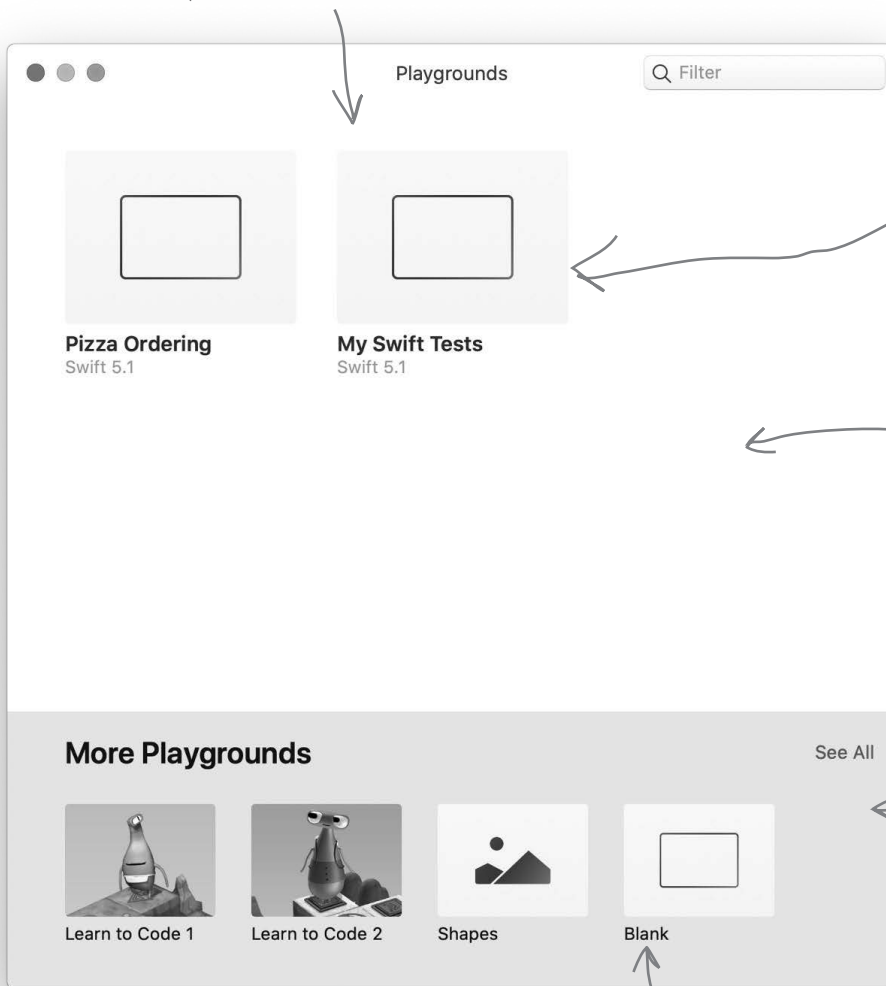 Playgrounds
Filter
Pizza Ordering
My Swift Tests
Swift 5.1
Swift 5.1
More Playgrounds
See All
Learn to Code 1
Learn to Code 2
Shapes
Blank